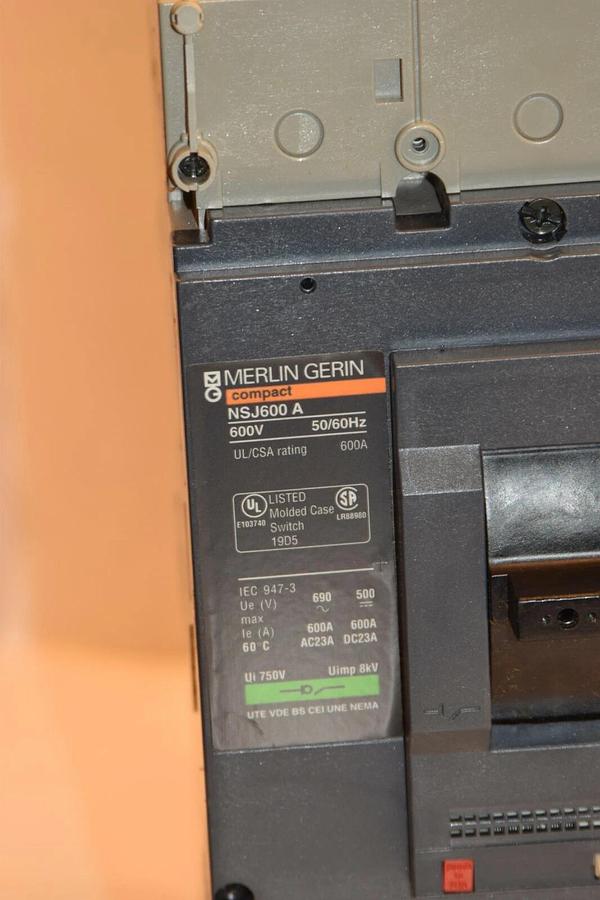 MERLIN GERIN
compact
NSJ600 A
600V 50/60Hz
UL/CSA rating 600A
UL LISTED SA
Molded Case
E103740 Switch LR88980
19D5
IEC 947-3
Ue (V) 690 500
max
Ie (A) 600A 600A
60°C AC23A DC23A
Ui 750V Uimp 8kV
UTE VDE BS CEI UNE NEMA